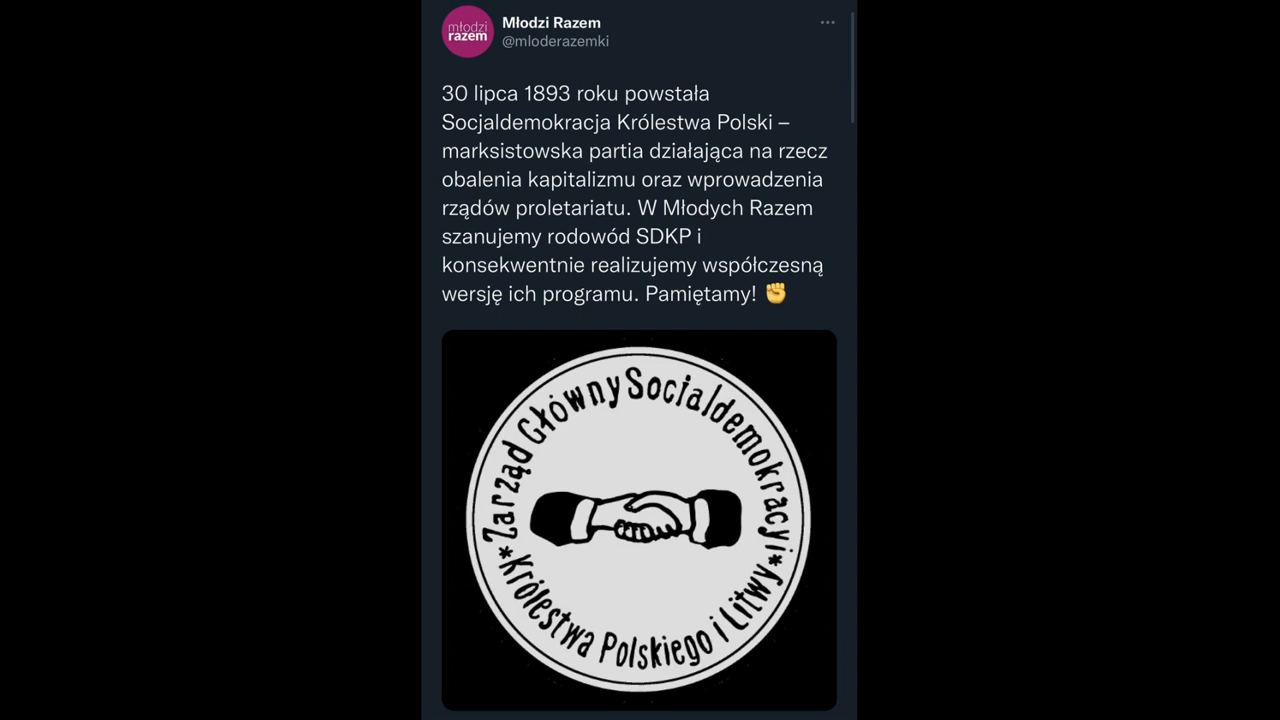 młodzi
razem
Młodzi Razem
@mloderazemki
30 lipca 1893 roku powstała
Socjaldemokracja Królestwa Polski –
marksistowska partia działająca na rzecz
obalenia kapitalizmu oraz wprowadzenia
rządów proletariatu. W Młodych Razem
szanujemy rodowód SDKP i
konsekwentnie realizujemy współczesną
wersję ich programu. Pamiętamy! ✊
Zarząd Główny Socialdemokracyi
*Królestwa Polskiego i Litwy*